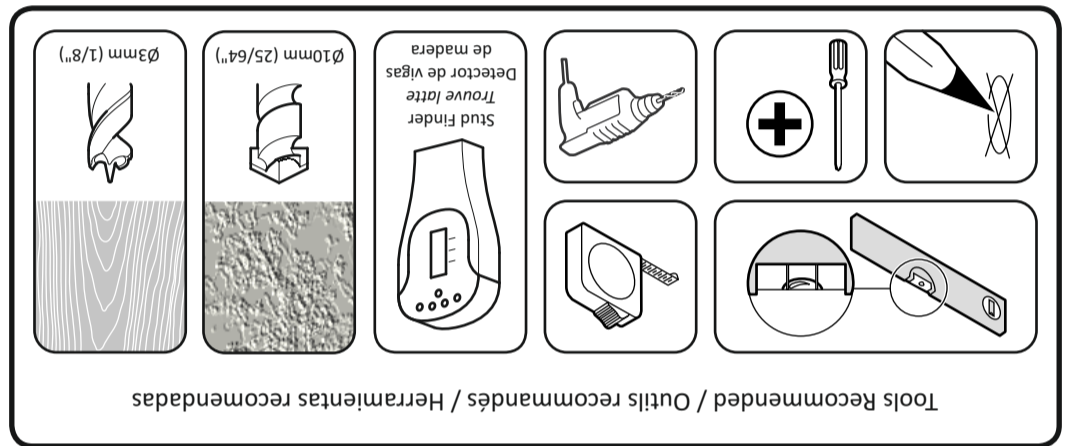 Tools Recommended / Outils recommandés / Herramientas recomendadas
Stud Finder
Trouve latte
Detector de vigas
de madera
Ø10mm (25/64")
Ø3mm (1/8")